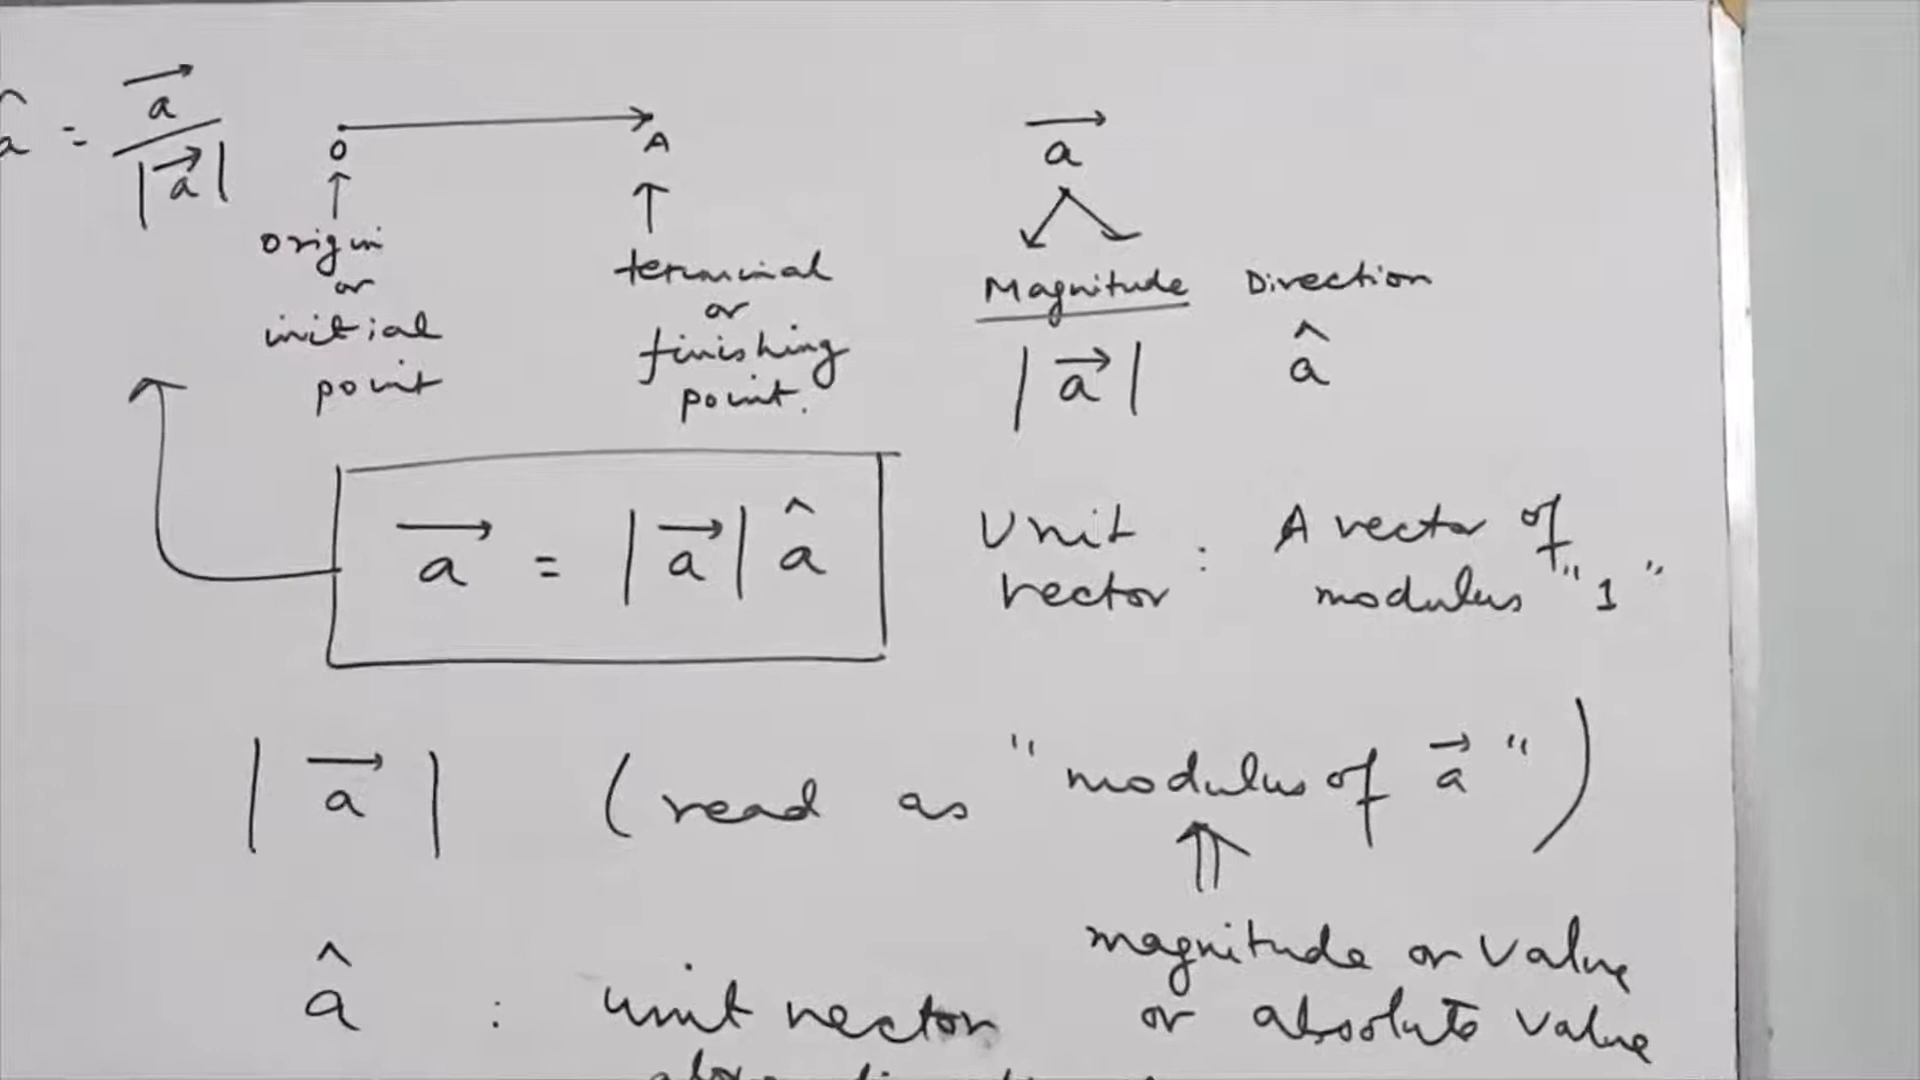 â = a⃗ / |a⃗|
O
A
origin
or
initial
point
terminal
or
finishing
point.
a⃗
Magnitude Direction
|a⃗| â
a⃗ = |a⃗| â
Unit vector : A vector of modulus "1"
|a⃗| (read as "modulus of a⃗")
magnitude or value
or absolute value
â : unit vector